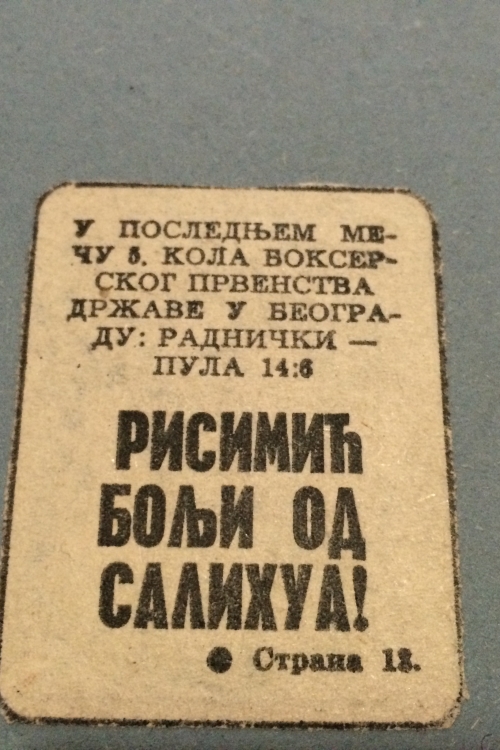 У ПОСЛЕДЊЕМ МЕ-
ЧУ 5. КОЛА БОКСЕР-
СКОГ ПРВЕНСТВА
ДРЖАВЕ У БЕОГРА-
ДУ: РАДНИЧКИ —
ПУЛА 14:6
РИСИМИЋ
БОЉИ ОД
САЛИХУА!
● Страна 13.